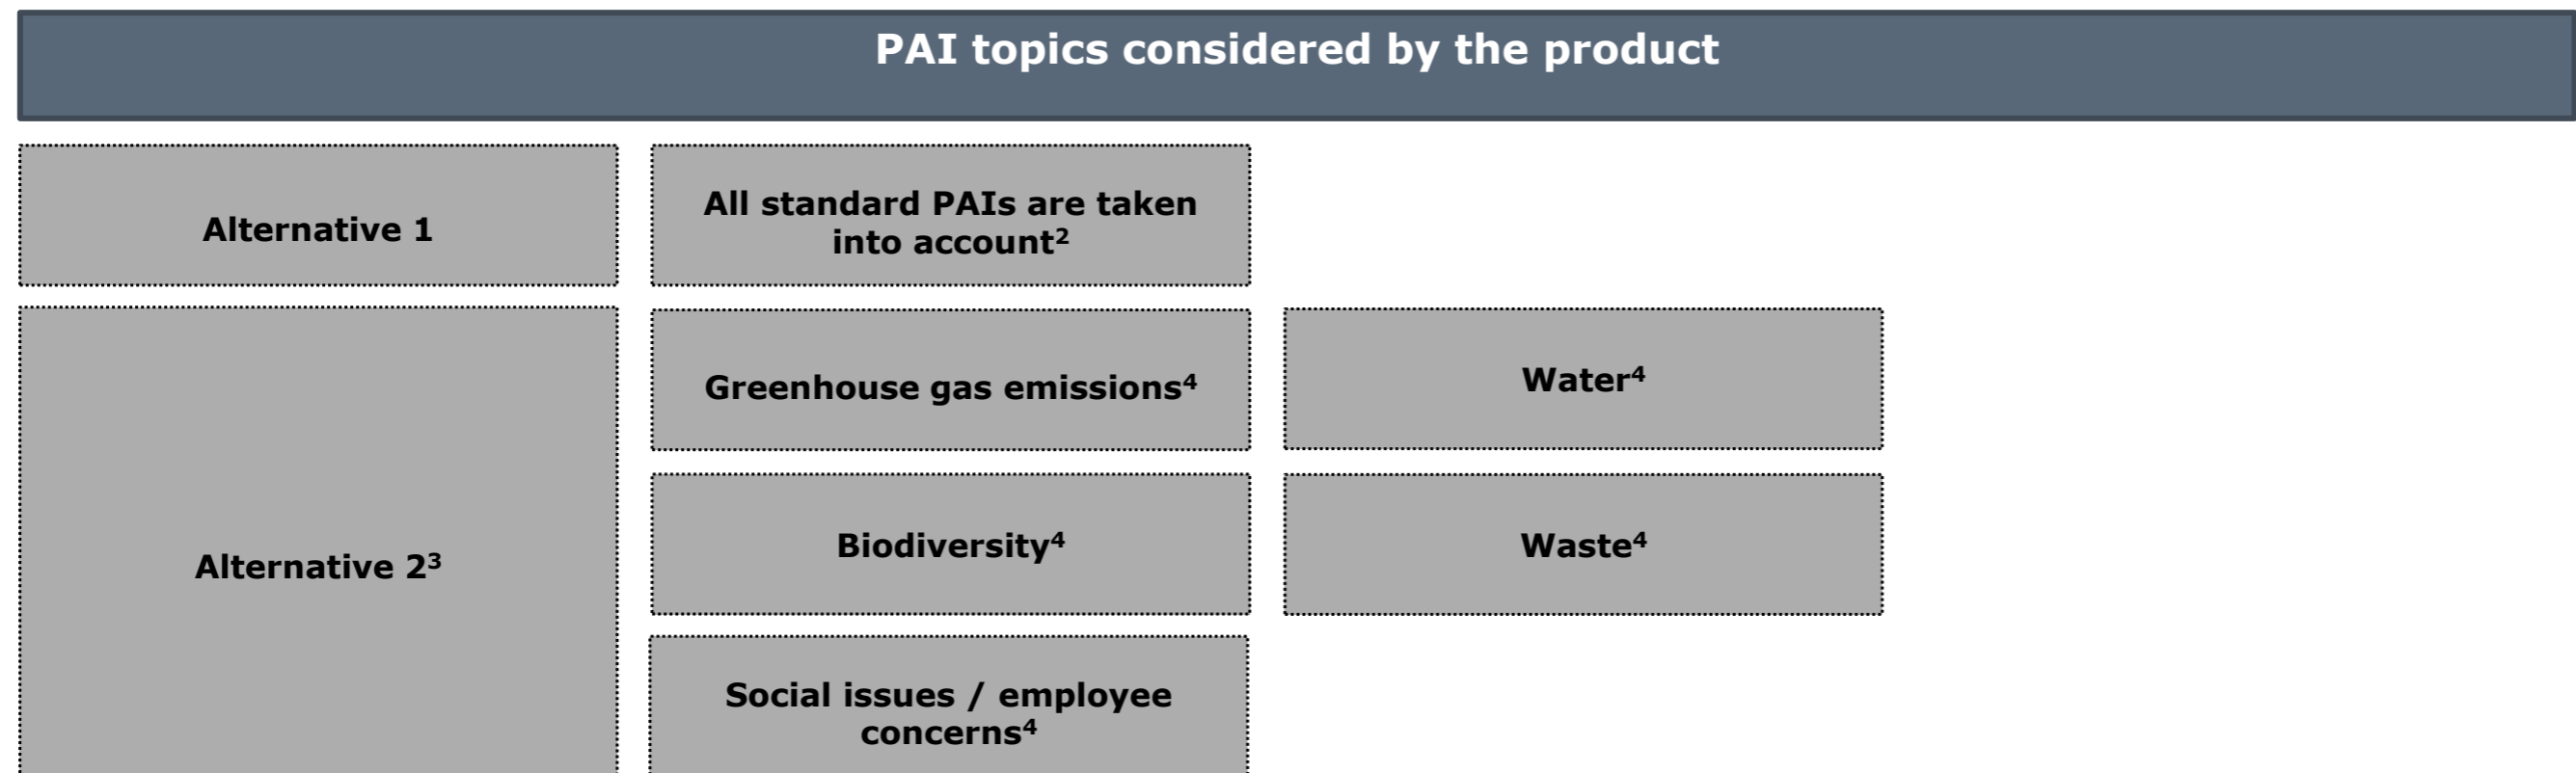 PAI topics considered by the product
Alternative 1
All standard PAIs are taken
into account²
Alternative 2³
Greenhouse gas emissions⁴
Water⁴
Biodiversity⁴
Waste⁴
Social issues / employee
concerns⁴